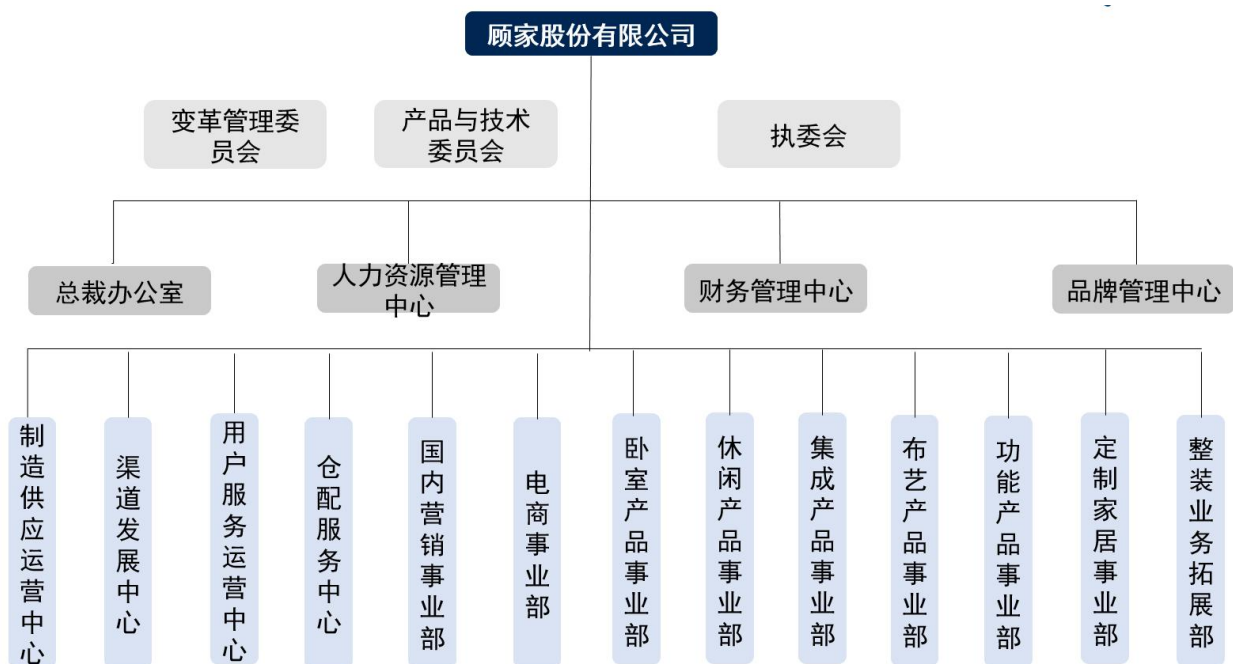 顾家股份有限公司
变革管理委
员会
产品与技术
委员会
执委会
总裁办公室
人力资源管理
中心
财务管理中心
品牌管理中心
制造供应运营中心
渠道发展中心
用户服务运营中心
仓配服务中心
国内营销事业部
电商事业部
卧室产品事业部
休闲产品事业部
集成产品事业部
布艺产品事业部
功能产品事业部
定制家居事业部
整装业务拓展部